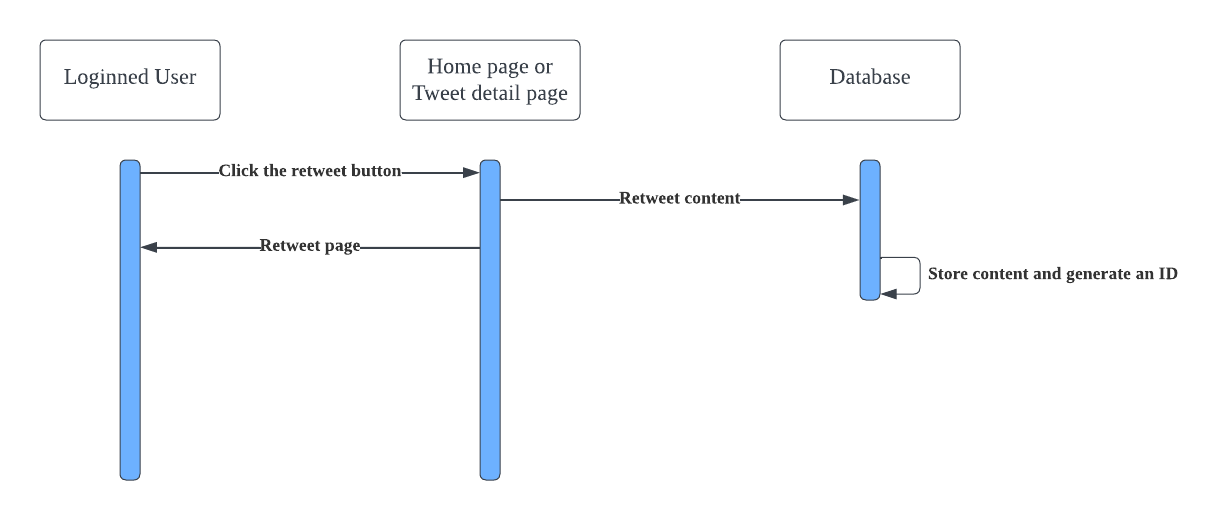 Loginned User
Home page or
Tweet detail page
Database
Click the retweet button
Retweet content
Retweet page
Store content and generate an ID